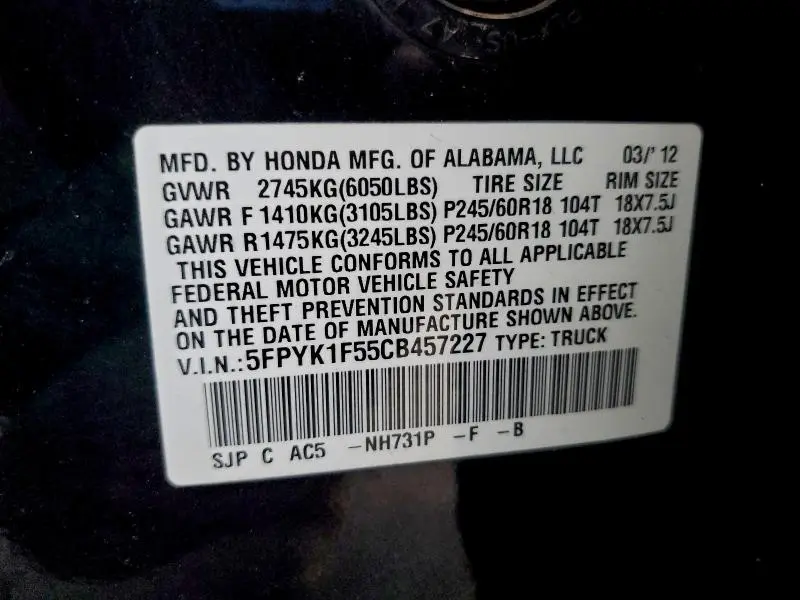 MFD. BY HONDA MFG. OF ALABAMA, LLC 03/' 12
GVWR 2745KG(6050LBS) TIRE SIZE RIM SIZE
GAWR F 1410KG(3105LBS) P245/60R18 104T 18X7.5J
GAWR R1475KG(3245LBS) P245/60R18 104T 18X7.5J
THIS VEHICLE CONFORMS TO ALL APPLICABLE
FEDERAL MOTOR VEHICLE SAFETY
AND THEFT PREVENTION STANDARDS IN EFFECT
ON THE DATE OF MANUFACTURE SHOWN ABOVE.
V.I.N.:5FPYK1F55CB457227 TYPE: TRUCK
SJP C AC5 -NH731P -F -B